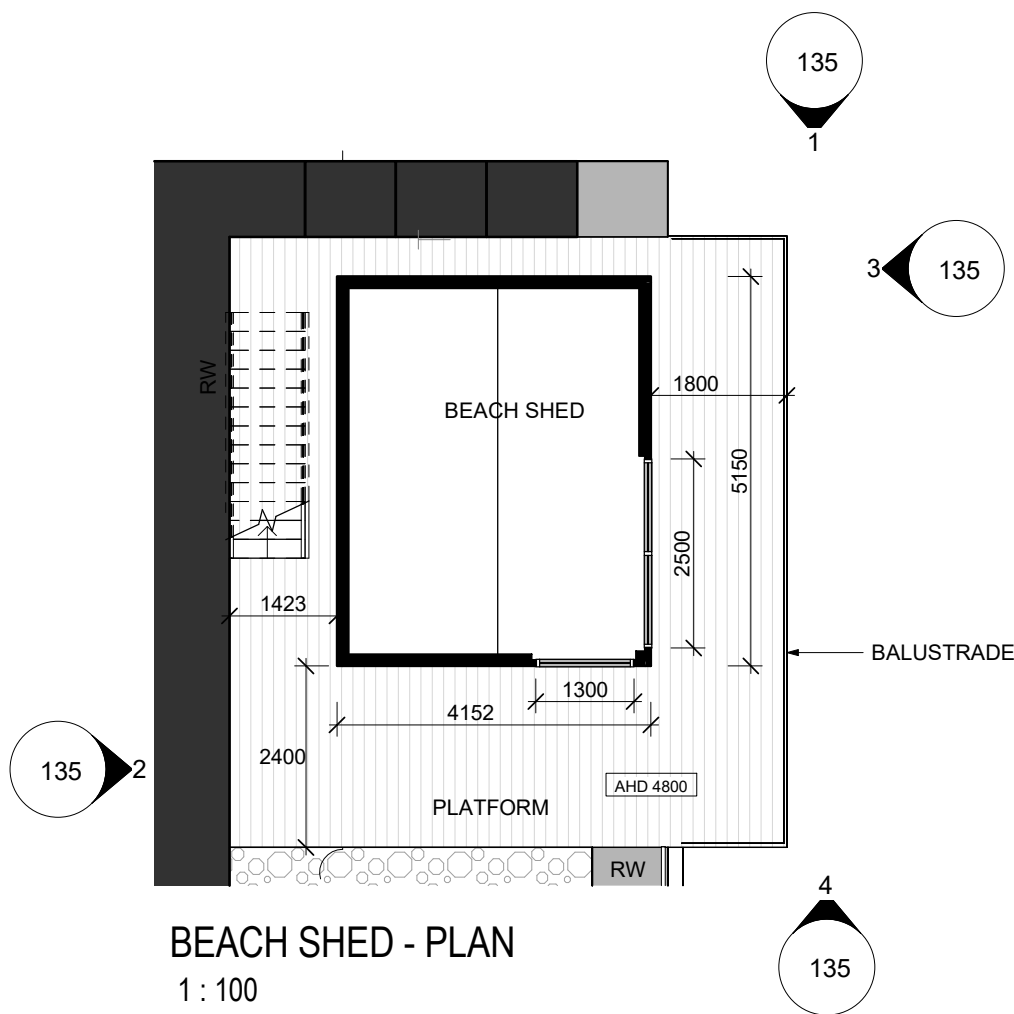 135
1
3
135
RW
1800
BEACH SHED
5150
2500
1423
BALUSTRADE
1300
4152
2400
135
2
AHD 4800
PLATFORM
RW
4
135
BEACH SHED - PLAN
1 : 100